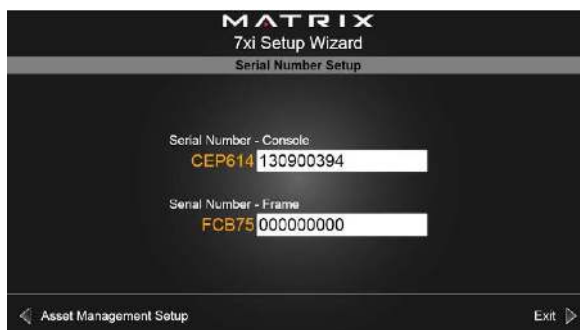 MATRIX
7xi Setup Wizard
Serial Number Setup
Serial Number - Console
CEP614 130900394
Serial Number - Frame
FCB75 000000000
Asset Management Setup Exit